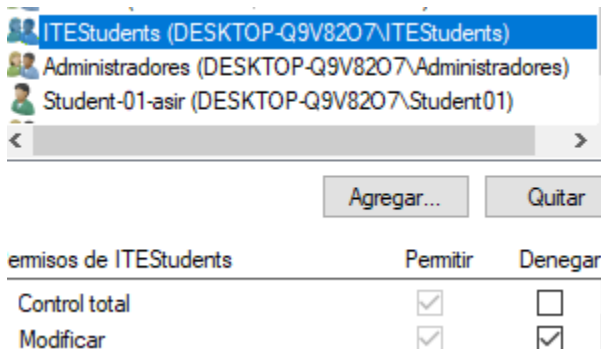 ITEStudents (DESKTOP-Q9V82O7\ITEStudents)
Administradores (DESKTOP-Q9V82O7\Administradores)
Student-01-asir (DESKTOP-Q9V82O7\Student01)
Agregar... Quitar
ermisos de ITEStudents Permitir Denegar
Control total
Modificar